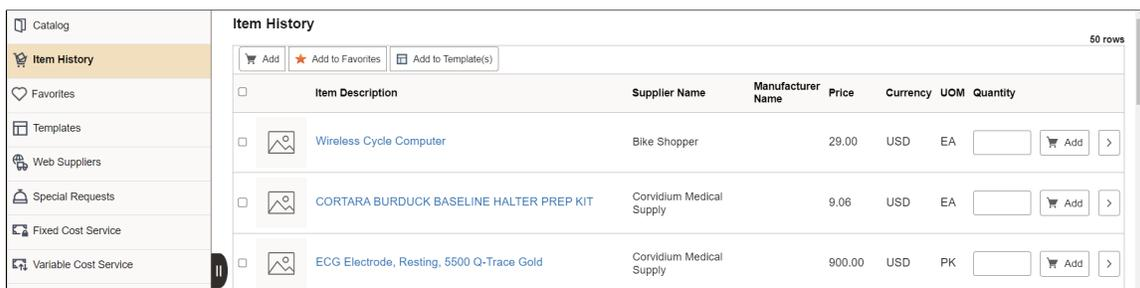 Catalog
Item History
Favorites
Templates
Web Suppliers
Special Requests
Fixed Cost Service
Variable Cost Service
Item History
50 rows
Add Add to Favorites Add to Template(s)
Item Description Supplier Name Manufacturer Name Price Currency UOM Quantity
Wireless Cycle Computer Bike Shopper 29.00 USD EA Add
CORTARA BURDUCK BASELINE HALTER PREP KIT Corvidium Medical Supply 9.06 USD EA Add
ECG Electrode, Resting, 5500 Q-Trace Gold Corvidium Medical Supply 900.00 USD PK Add